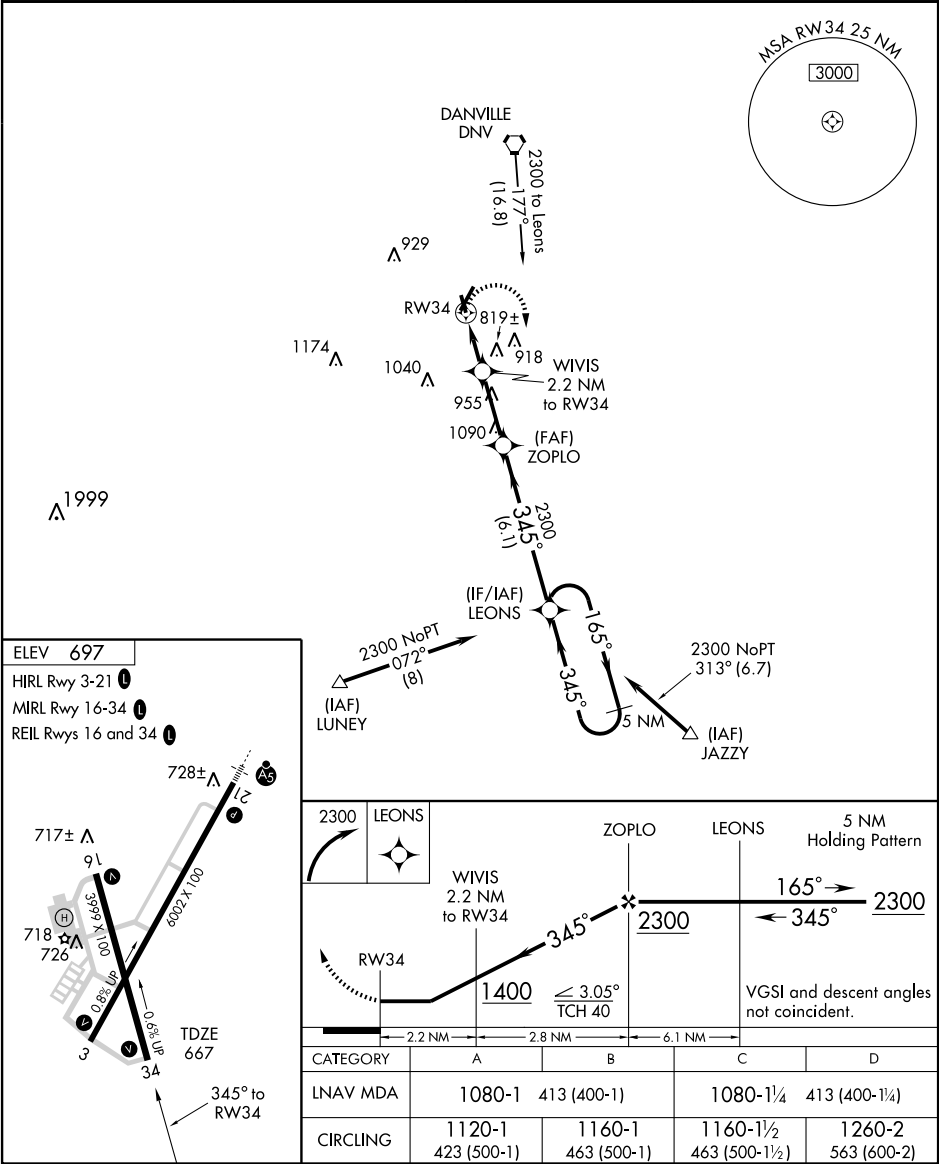 MSA RW34 25 NM
3000
DANVILLE
DNV
2300 to Leons
177°
(16.8)
929
RW34
819±
918
1174
1040
WIVIS
2.2 NM
to RW34
955
1090
(FAF)
ZOPLO
1999
2300
345°
(6.1)
(IF/IAF)
LEONS
165°
345°
5 NM
2300 NoPT
072°
(8)
(IAF)
LUNEY
2300 NoPT
313° (6.7)
(IAF)
JAZZY
ELEV 697
HIRL Rwy 3-21 L
MIRL Rwy 16-34 L
REIL Rwys 16 and 34 L
728±
A5
21
P
717±
16
V
3999 X 100
6002 X 100
H
718
726
0.8% UP
0.6% UP
V
V
3
34
TDZE
667
345° to
RW34
2300
LEONS
ZOPLO
LEONS
5 NM
Holding Pattern
WIVIS
2.2 NM
to RW34
165°
345°
2300
345°
2300
RW34
1400
3.05°
TCH 40
VGSI and descent angles
not coincident.
2.2 NM
2.8 NM
6.1 NM
CATEGORY A B C D
LNAV MDA 1080-1 413 (400-1) 1080-1¼ 413 (400-1¼)
CIRCLING 1120-1 1160-1 1160-1½ 1260-2
423 (500-1) 463 (500-1) 463 (500-1½) 563 (600-2)